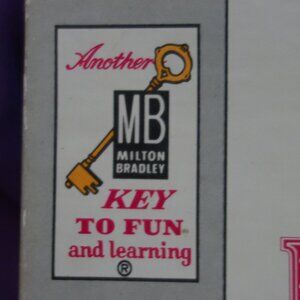 Another
MB
MILTON
BRADLEY
KEY
TO FUN
and learning
®